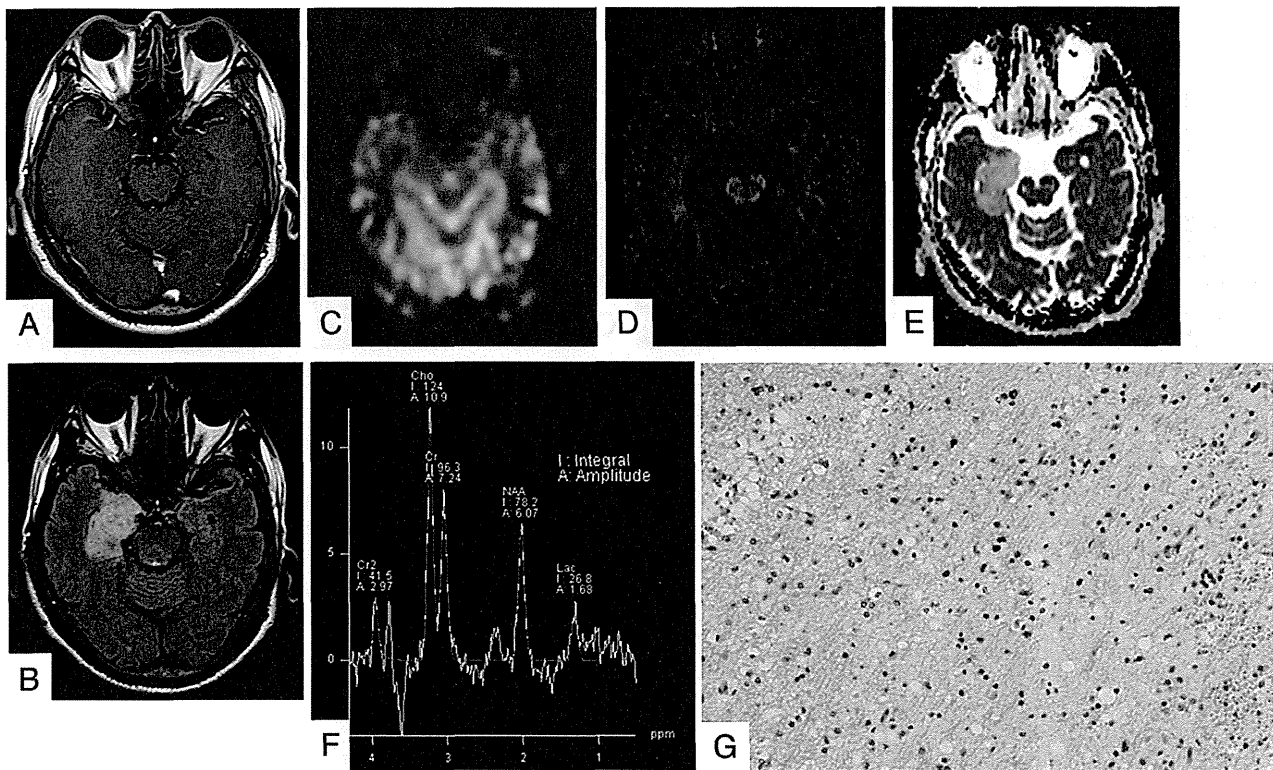 A
C
D
E
B
Cho
I: 124
A: 10.9
Cr
I: 96.3
A: 7.24
I : Integral
A: Amplitude
NAA
I: 78.2
A: 6.07
Cr2
I: 41.5
A: 2.97
Lac
I: 26.8
A: 1.68
10
5
0
ppm
4
3
2
1
F
G